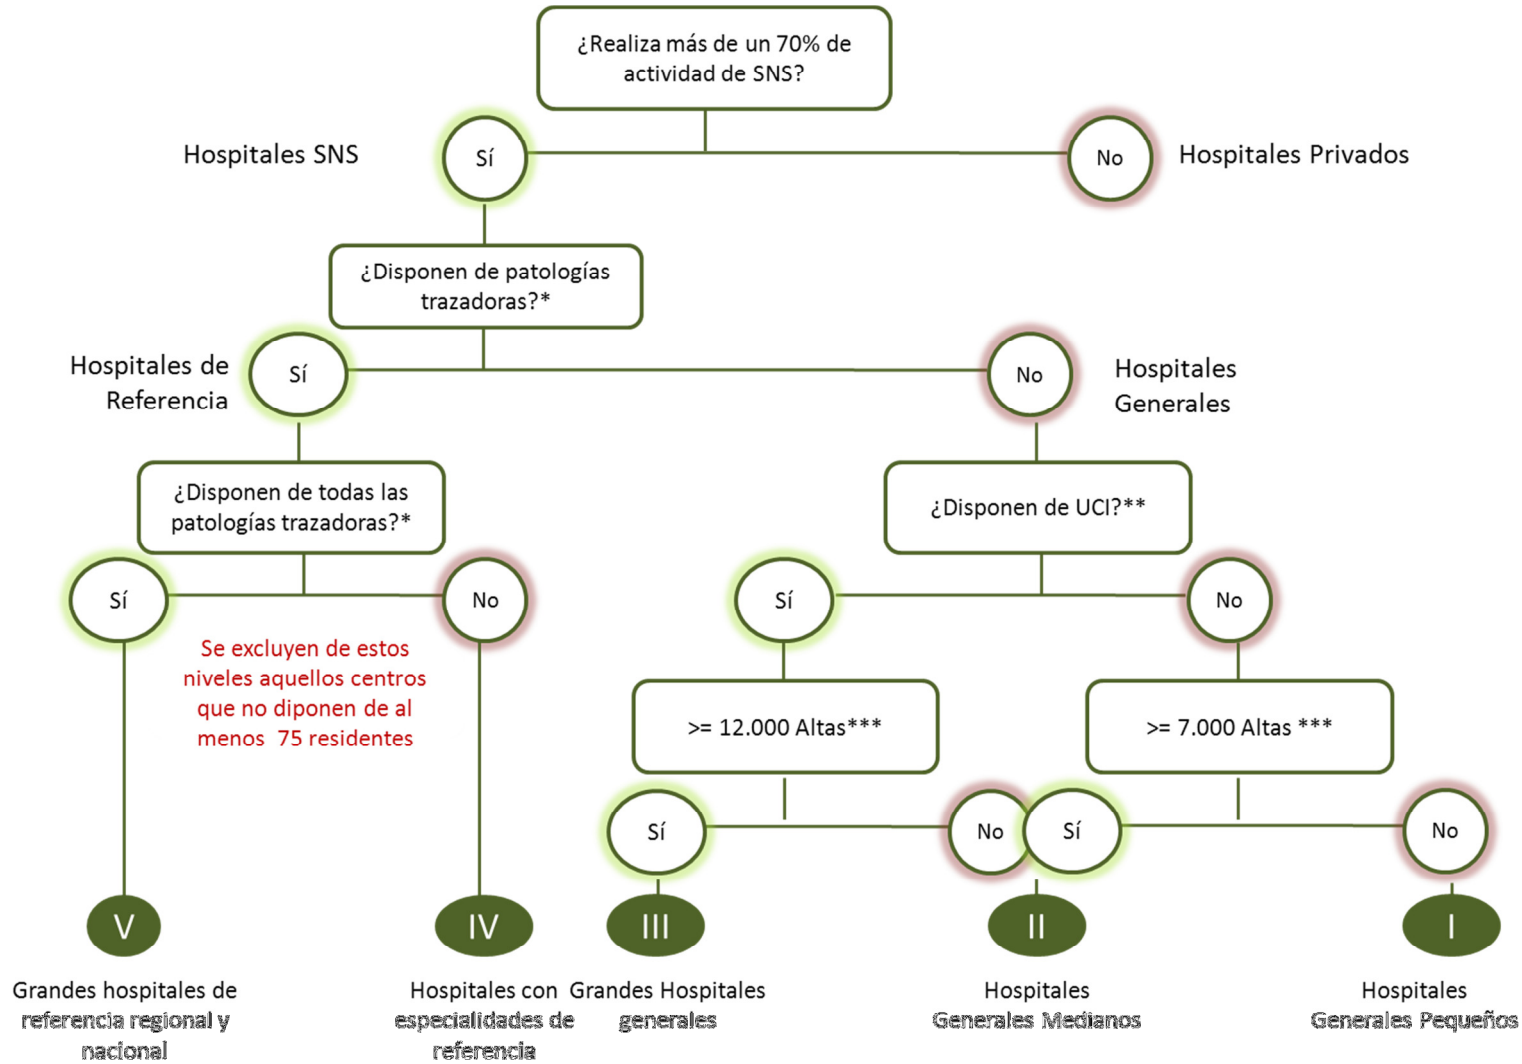 ¿Realiza más de un 70% de
actividad de SNS?
Hospitales SNS
Sí
No
Hospitales Privados
¿Disponen de patologías
trazadoras?*
Hospitales de
Referencia
Sí
No
Hospitales
Generales
¿Disponen de todas las
patologías trazadoras?*
¿Disponen de UCI?**
Sí
No
Sí
No
Se excluyen de estos
niveles aquellos centros
que no diponen de al
menos 75 residentes
>= 12.000 Altas***
>= 7.000 Altas ***
Sí
No
Sí
No
V
IV
III
II
I
Grandes hospitales de
referencia regional y
nacional
Hospitales con
especialidades de
referencia
Grandes Hospitales
generales
Hospitales
Generales Medianos
Hospitales
Generales Pequeños